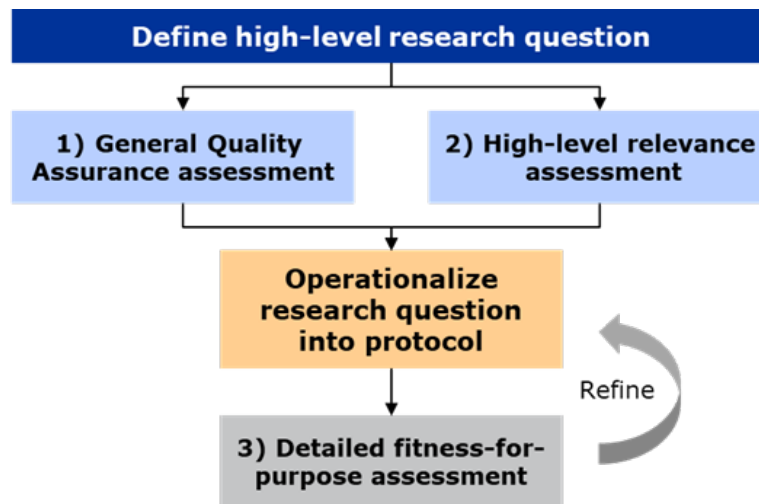 Define high-level research question
1) General Quality
Assurance assessment
2) High-level relevance
assessment
Operationalize
research question
into protocol
Refine
3) Detailed fitness-for-
purpose assessment